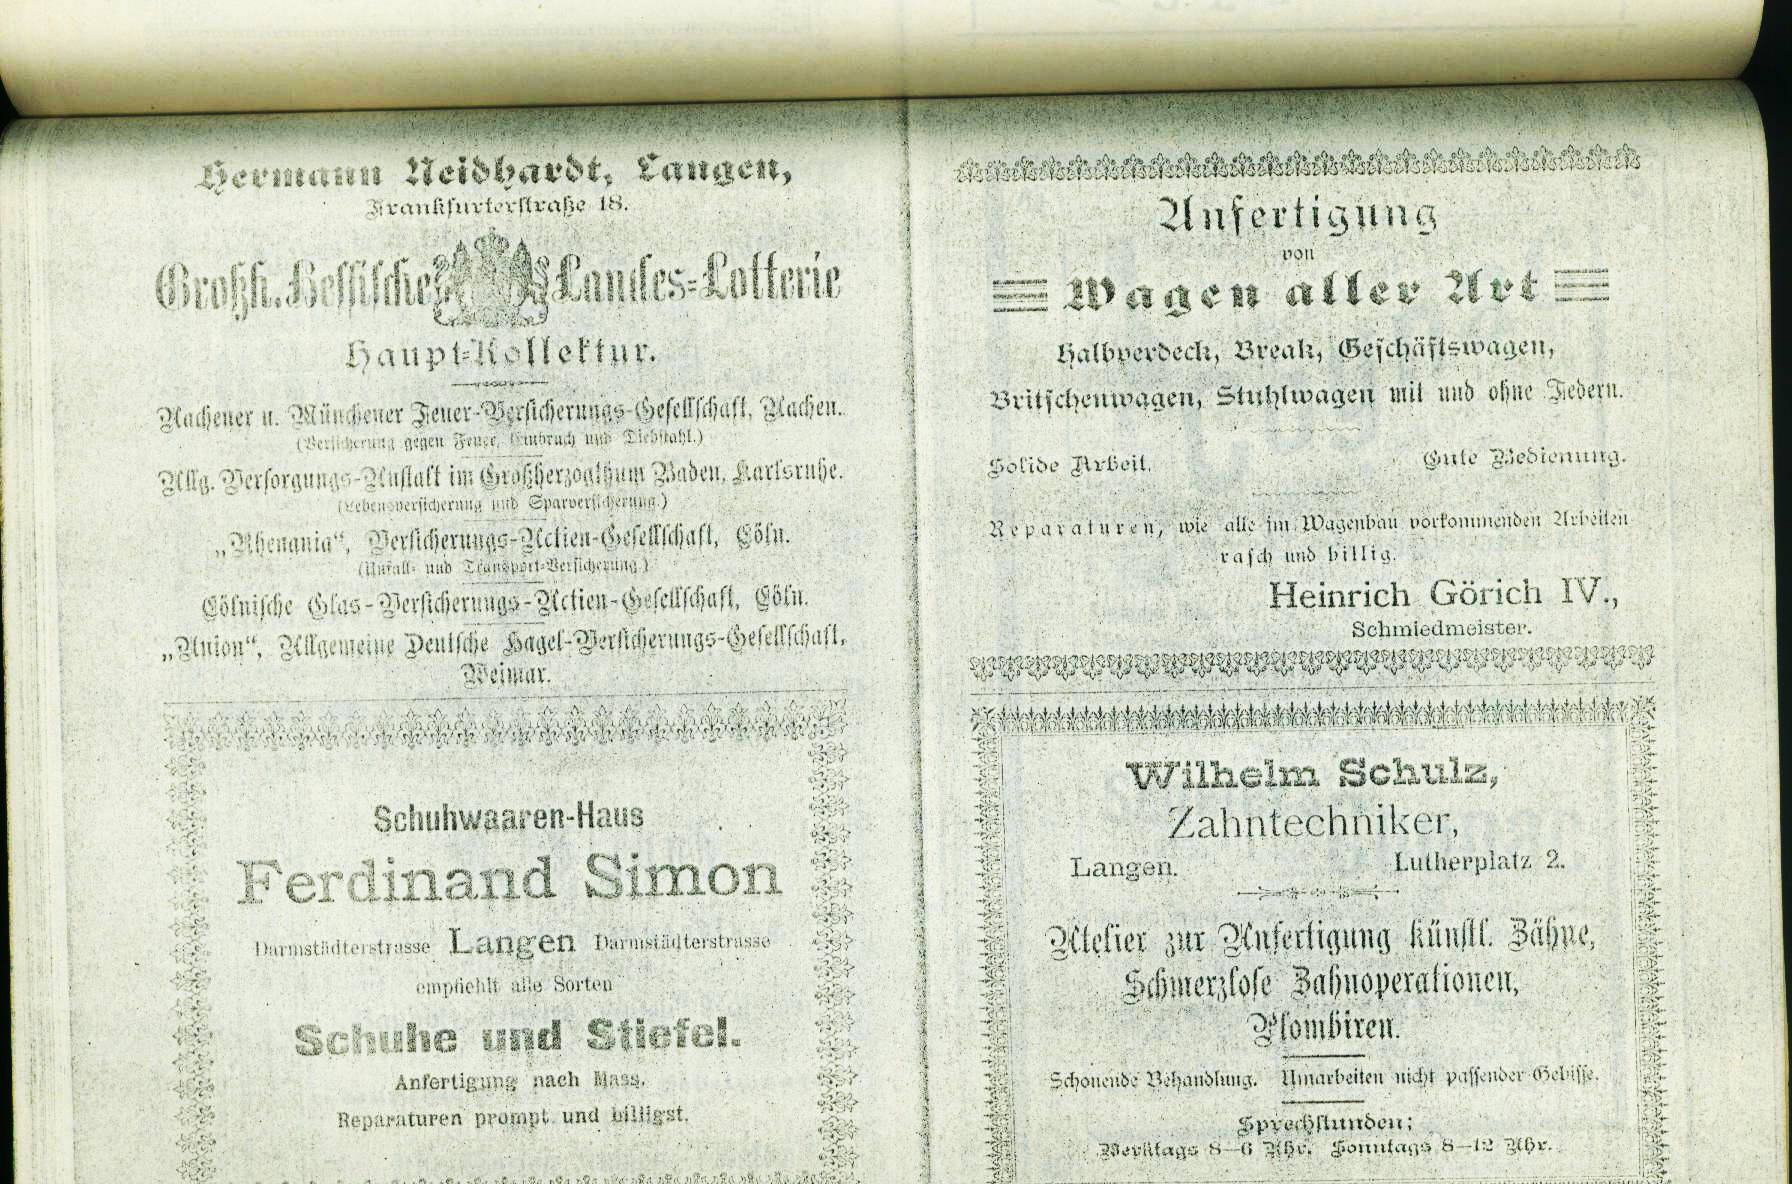 Hermann Neidhardt, Langen,
Frankfurterstraße 18.
Großh. Hessische Landes-Lotterie
Haupt-Kollektur.
Aachener u. Münchener Feuer-Versicherungs-Gesellschaft, Aachen.
(Versicherung gegen Feuer, Einbruch und Diebstahl.)
Allg. Versorgungs-Anstalt im Großherzogthum Baden, Karlsruhe.
(Lebensversicherung und Sparversicherung.)
„Rhenania“, Versicherungs-Actien-Gesellschaft, Cöln.
(Unfall- und Transport-Versicherung.)
Cölnische Glas-Versicherungs-Actien-Gesellschaft, Cöln.
„Union“, Allgemeine Deutsche Hagel-Versicherungs-Gesellschaft,
Weimar.
Schuhwaaren-Haus
Ferdinand Simon
Darmstädterstrasse Langen Darmstädterstrasse
empfiehlt alle Sorten
Schuhe und Stiefel.
Anfertigung nach Mass.
Reparaturen prompt und billigst.
Anfertigung
von
Wagen aller Art
Halbverdeck, Break, Geschäftswagen,
Britschenwagen, Stuhlwagen mit und ohne Federn.
Solide Arbeit. Gute Bedienung.
Reparaturen, wie alle im Wagenbau vorkommenden Arbeiten
rasch und billig.
Heinrich Görich IV.,
Schmiedmeister.
Wilhelm Schulz,
Zahntechniker,
Langen. Lutherplatz 2.
Atelier zur Anfertigung künstl. Zähne,
Schmerzlose Zahnoperationen,
Plombiren.
Schonende Behandlung. Umarbeiten nicht passender Gebisse.
Sprechstunden:
Werktags 8—6 Uhr. Sonntags 8—12 Uhr.